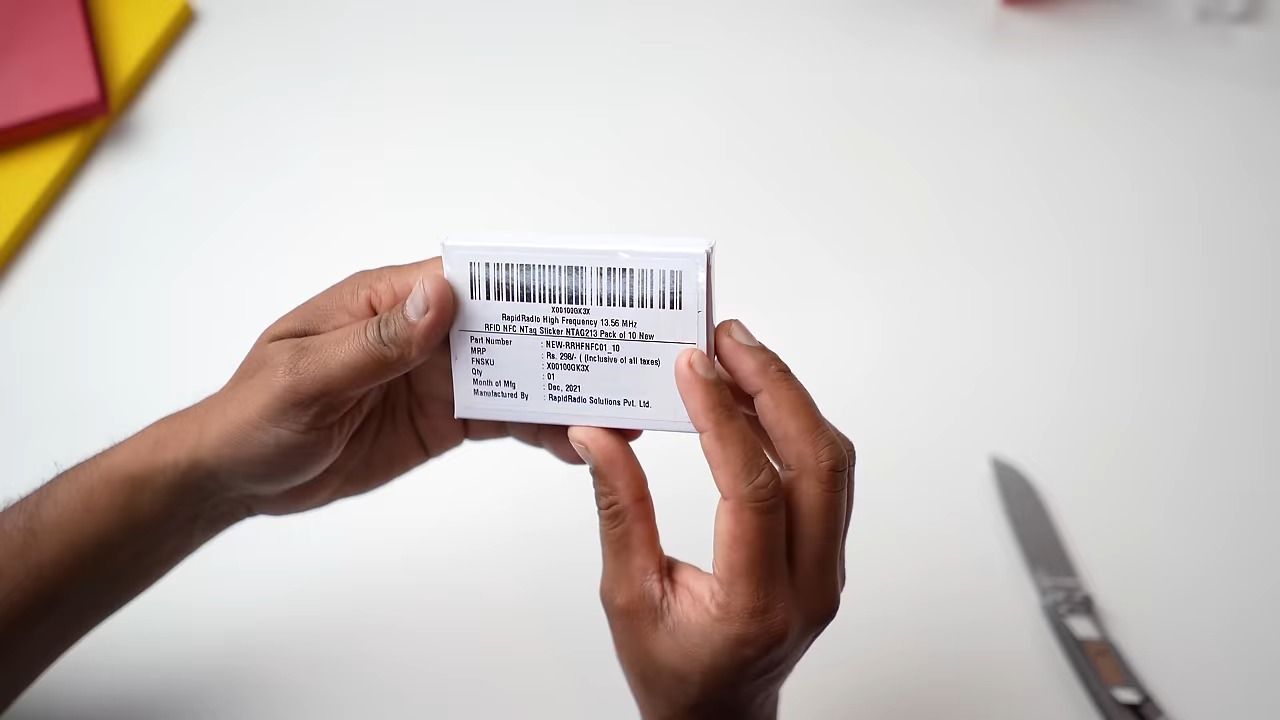 X00100GK3X
RapidRadio High Frequency 13.56 MHz
RFID NFC NTag Sticker NTAG213 Pack of 10 New
Part Number : NEW-RRHFNFC01_10
MRP : Rs. 298/- ( (Inclusive of all taxes)
FNSKU : X00100GK3X
Qty : 01
Month of Mfg : Dec, 2021
Manufactured By : RapidRadio Solutions Pvt. Ltd.